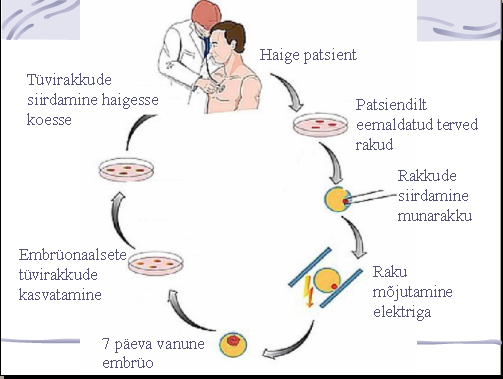 Haige patsient
Patsiendilt
eemaldatud terved
rakud
Rakkude
siirdamine
munarakku
Raku
mõjutamine
elektriga
7 päeva vanune
embrüo
Embrüonaalsete
tüvirakkude
kasvatamine
Tüvirakkude
siirdamine haigesse
koesse